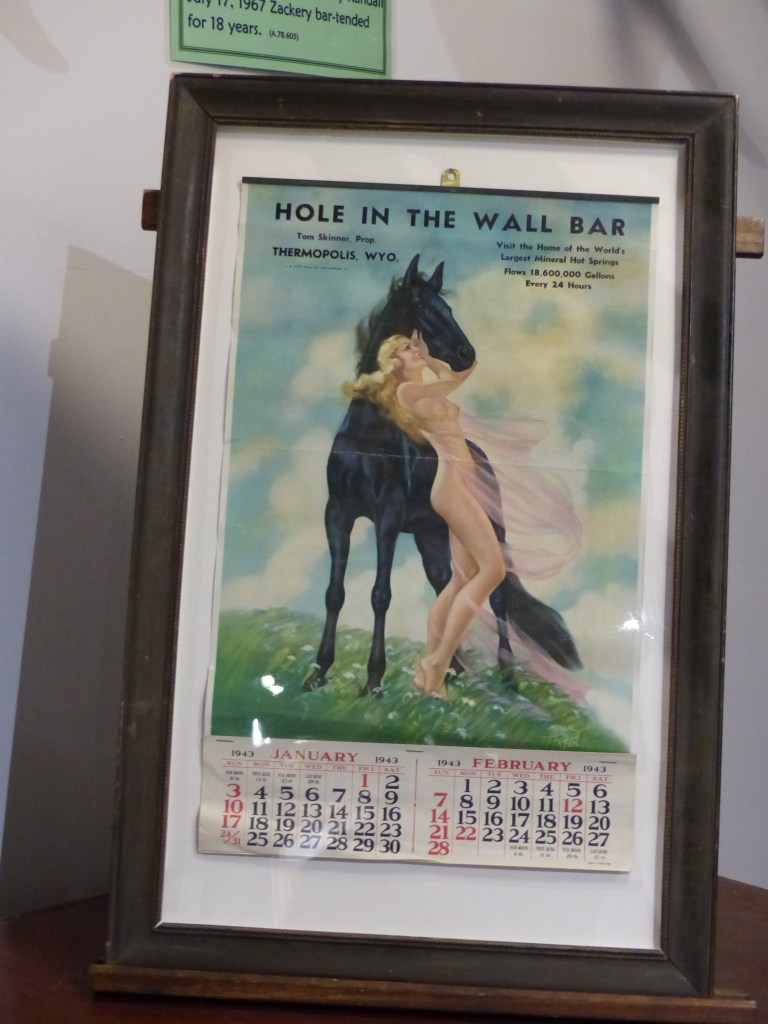 July 17, 1967 Zackery bar-tended
for 18 years. (A.78.605)
HOLE IN THE WALL BAR
Tom Skinner, Prop.
THERMOPOLIS, WYO.
Visit the Home of the World's
Largest Mineral Hot Springs
Flows 18,600,000 Gallons
Every 24 Hours
1943 JANUARY 1943
SUN. MON. TUE. WED. THU. FRI. SAT.
1 2
3 4 5 6 7 8 9
10 11 12 13 14 15 16
17 18 19 20 21 22 23
24/31 25 26 27 28 29 30
1943 FEBRUARY 1943
SUN. MON. TUE. WED. THU. FRI. SAT.
1 2 3 4 5 6
7 8 9 10 11 12 13
14 15 16 17 18 19 20
21 22 23 24 25 26 27
28